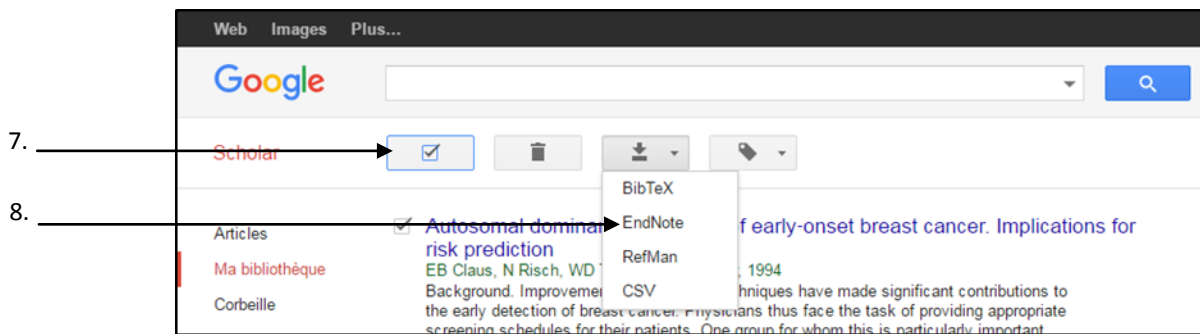 Web Images Plus...
Google
7.
Scholar
BibTeX
8.
EndNote
RefMan
CSV
Articles
Ma bibliothèque
Corbeille
Autosomal dominan f early-onset breast cancer. Implications for
risk prediction
EB Claus, N Risch, WD , 1994
Background. Improvemen hniques have made significant contributions to
the early detection of breast cancer. Physicians thus face the task of providing appropriate
screening schedules for their patients. One group for whom this is particularly important